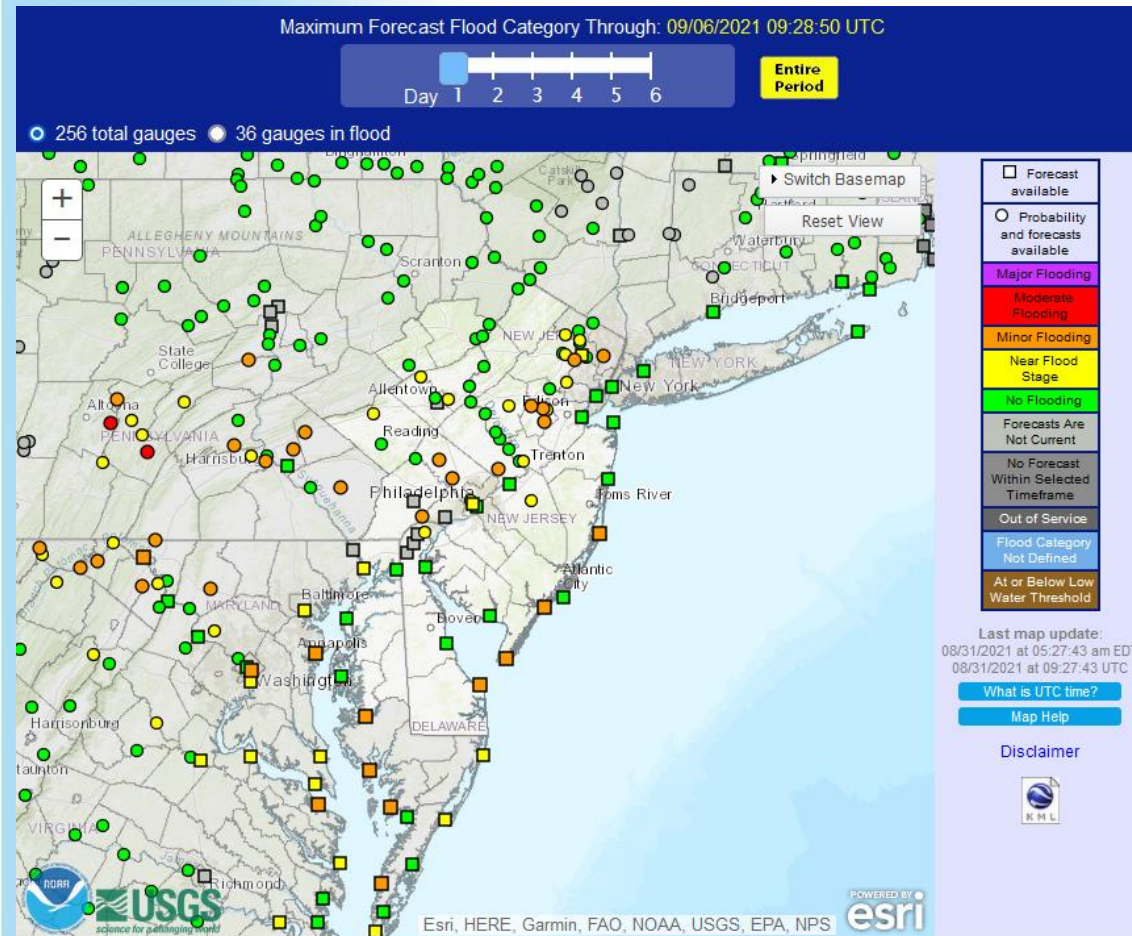 Maximum Forecast Flood Category Through: 09/06/2021 09:28:50 UTC
Day 1 2 3 4 5 6
Entire
Period
256 total gauges 36 gauges in flood
+
−
Switch Basemap
Reset View
Springfield
Catskill
Park
Hartford
Waterbury
CONNECTICUT
ALLEGHENY MOUNTAINS
PENNSYLVANIA
Scranton
Bridgeport
State
College
NEW JE
NEW YORK
New York
Allentown
Edison
Altoona
PENNSYLVANIA
Reading
Harrisbu
Trenton
Susquehanna
Philadelphia
Toms River
NEW JERSEY
Atlantic
City
MARYLAND
Baltimore
Dover
Annapolis
Washington
Harrisonburg
DELAWARE
taunton
VIRGINIA
Richmond
NOAA
USGS
science for a changing world
Esri, HERE, Garmin, FAO, NOAA, USGS, EPA, NPS
POWERED BY
esri
Forecast
available
Probability
and forecasts
available
Major Flooding
Moderate
Flooding
Minor Flooding
Near Flood
Stage
No Flooding
Forecasts Are
Not Current
No Forecast
Within Selected
Timeframe
Out of Service
Flood Category
Not Defined
At or Below Low
Water Threshold
Last map update:
08/31/2021 at 05:27:43 am EDT
08/31/2021 at 09:27:43 UTC
What is UTC time?
Map Help
Disclaimer
KML